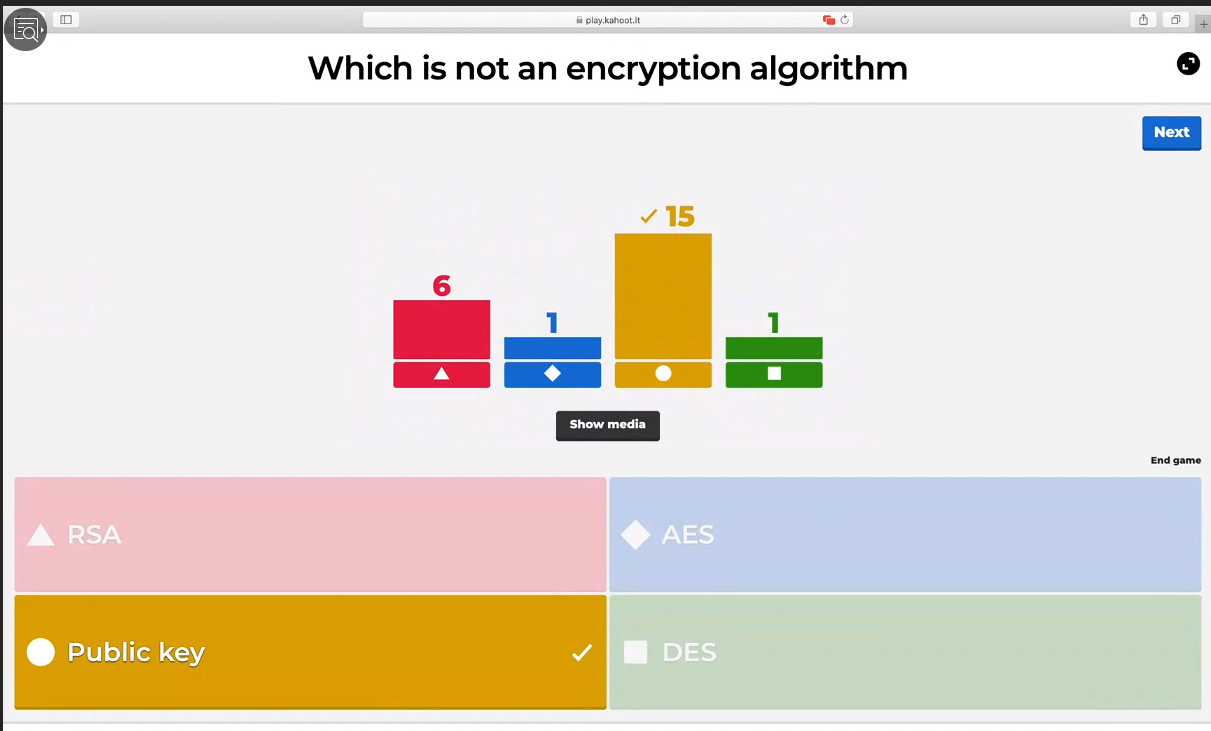 play.kahoot.it
Which is not an encryption algorithm
Next
15
6
1
1
Show media
End game
RSA
AES
Public key
DES